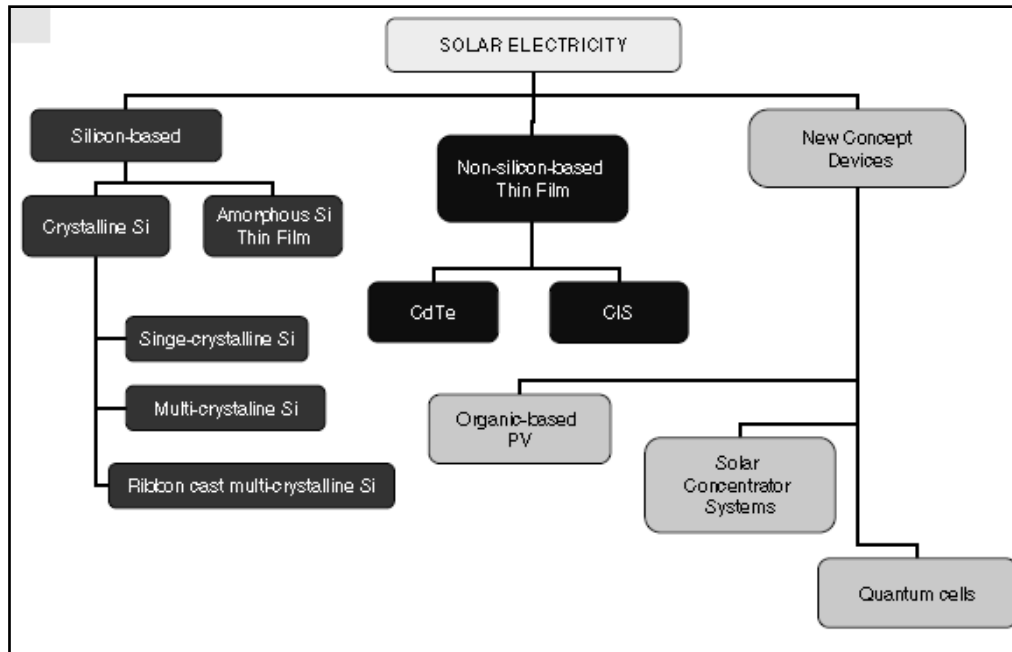 SOLAR ELECTRICITY
Silicon-based
Non-silicon-based
Thin Film
New Concept
Devices
Crystalline Si
Amorphous Si
Thin Film
CdTe
CIS
Singe-crystalline Si
Multi-crystaline Si
Ribbon cast multi-crystalline Si
Organic-based
PV
Solar
Concentrator
Systems
Quantum cells